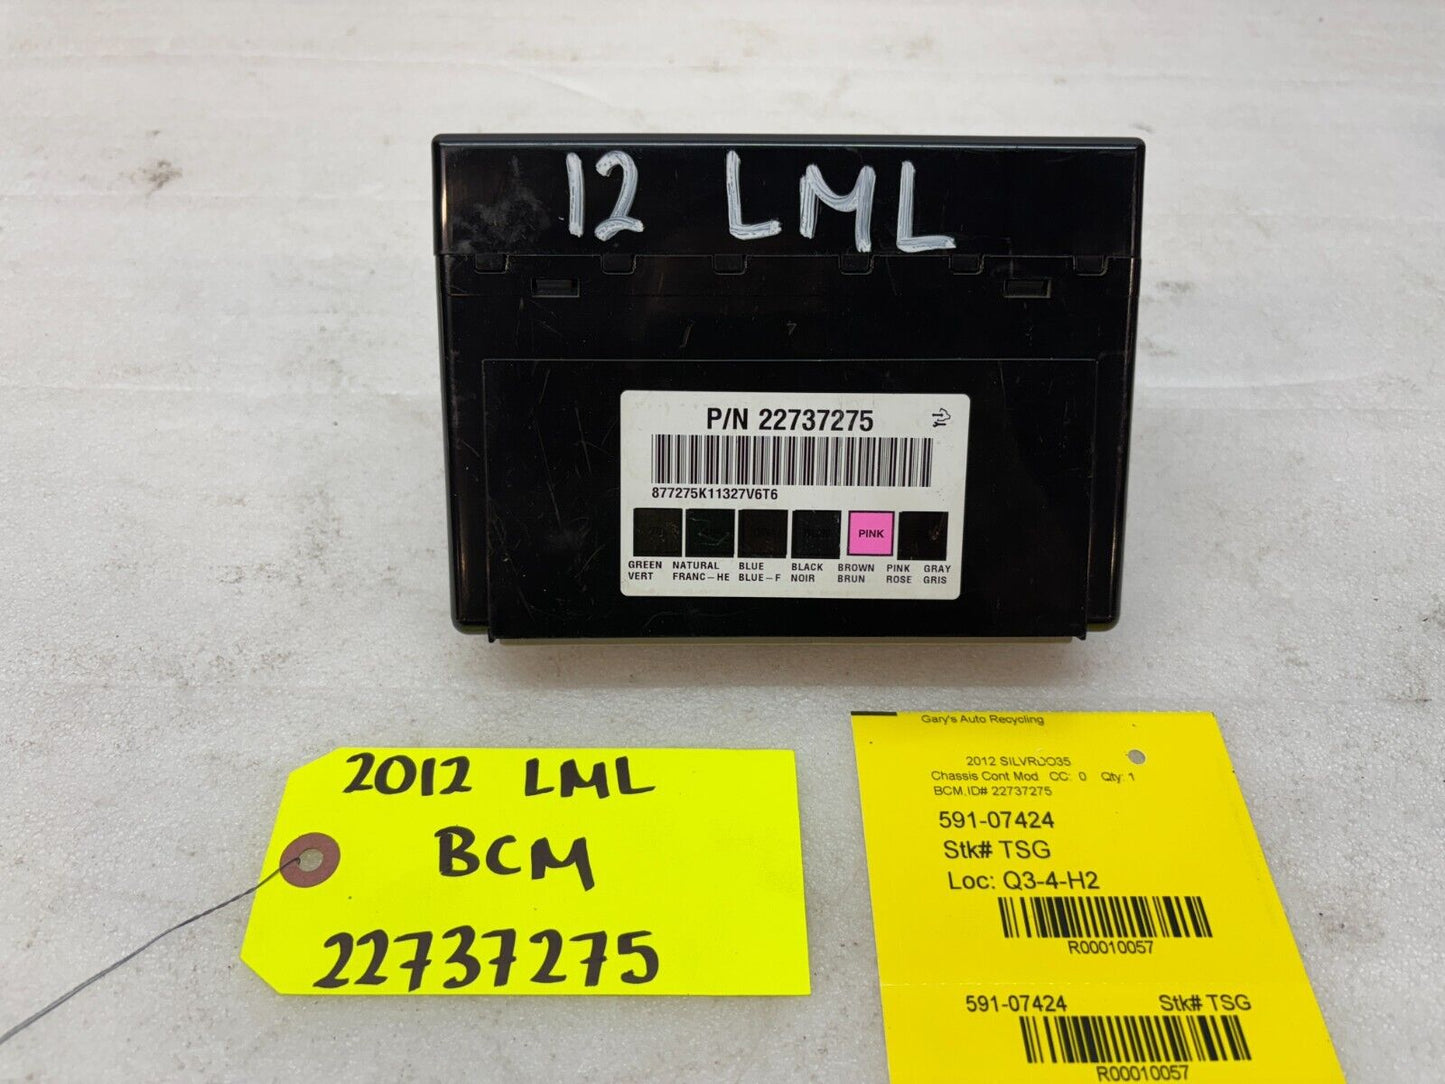 12 LML
P/N 22737275
877275K11327V6T6
PINK
GREEN NATURAL BLUE BLACK BROWN PINK GRAY
VERT FRANC-HE BLUE-F NOIR BRUN ROSE GRIS
2012 LML
BCM
22737275
Gary's Auto Recycling
2012 SILVRDO35
Chassis Cont Mod CC: 0 Qty: 1
BCM,ID# 22737275
591-07424
Stk# TSG
Loc: Q3-4-H2
R00010057
591-07424 Stk# TSG
R00010057